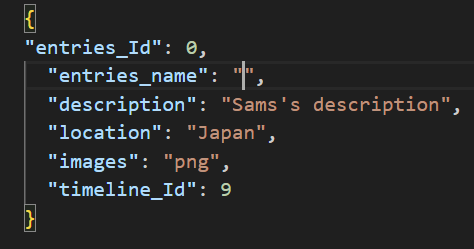 {
"entries_Id": 0,
"entries_name": "",
"description": "Sams's description",
"location": "Japan",
"images": "png",
"timeline_Id": 9
}